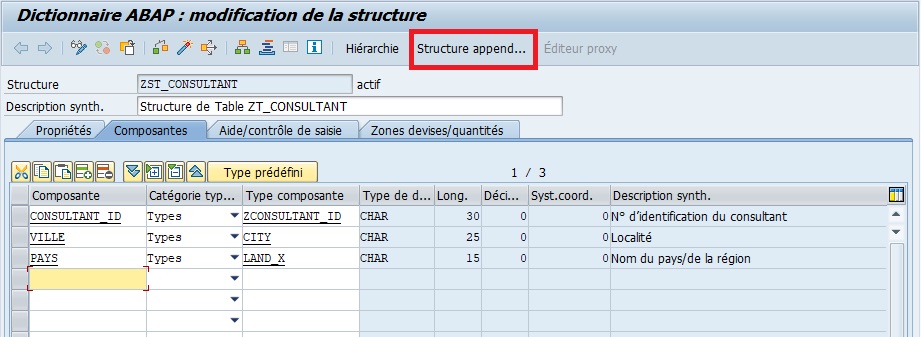 Dictionnaire ABAP : modification de la structure
Hiérarchie Structure append... Éditeur proxy
Structure ZST_CONSULTANT actif
Description synth. Structure de Table ZT_CONSULTANT
Propriétés Composantes Aide/contrôle de saisie Zones devises/quantités
Type prédéfini 1 / 3
Composante Catégorie typ... Type composante Type de d... Long. Déci... Syst.coord. Description synth.
CONSULTANT_ID Types ZCONSULTANT_ID CHAR 30 0 0 N° d'identification du consultant
VILLE Types CITY CHAR 25 0 0 Localité
PAYS Types LAND_X CHAR 15 0 0 Nom du pays/de la région